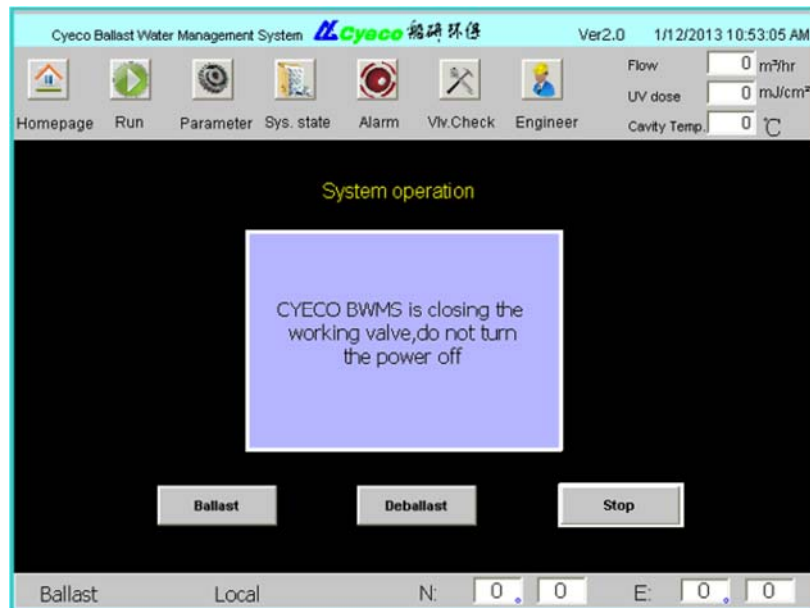 Cyeco Ballast Water Management System Cyeco 船研环保 Ver2.0 1/12/2013 10:53:05 AM
Homepage Run Parameter Sys. state Alarm Vlv.Check Engineer
Flow 0 m³/hr
UV dose 0 mJ/cm²
Cavity Temp. 0 ℃
System operation
CYECO BWMS is closing the
working valve,do not turn
the power off
Ballast Deballast Stop
Ballast Local N: 0 。 0 E: 0 。 0